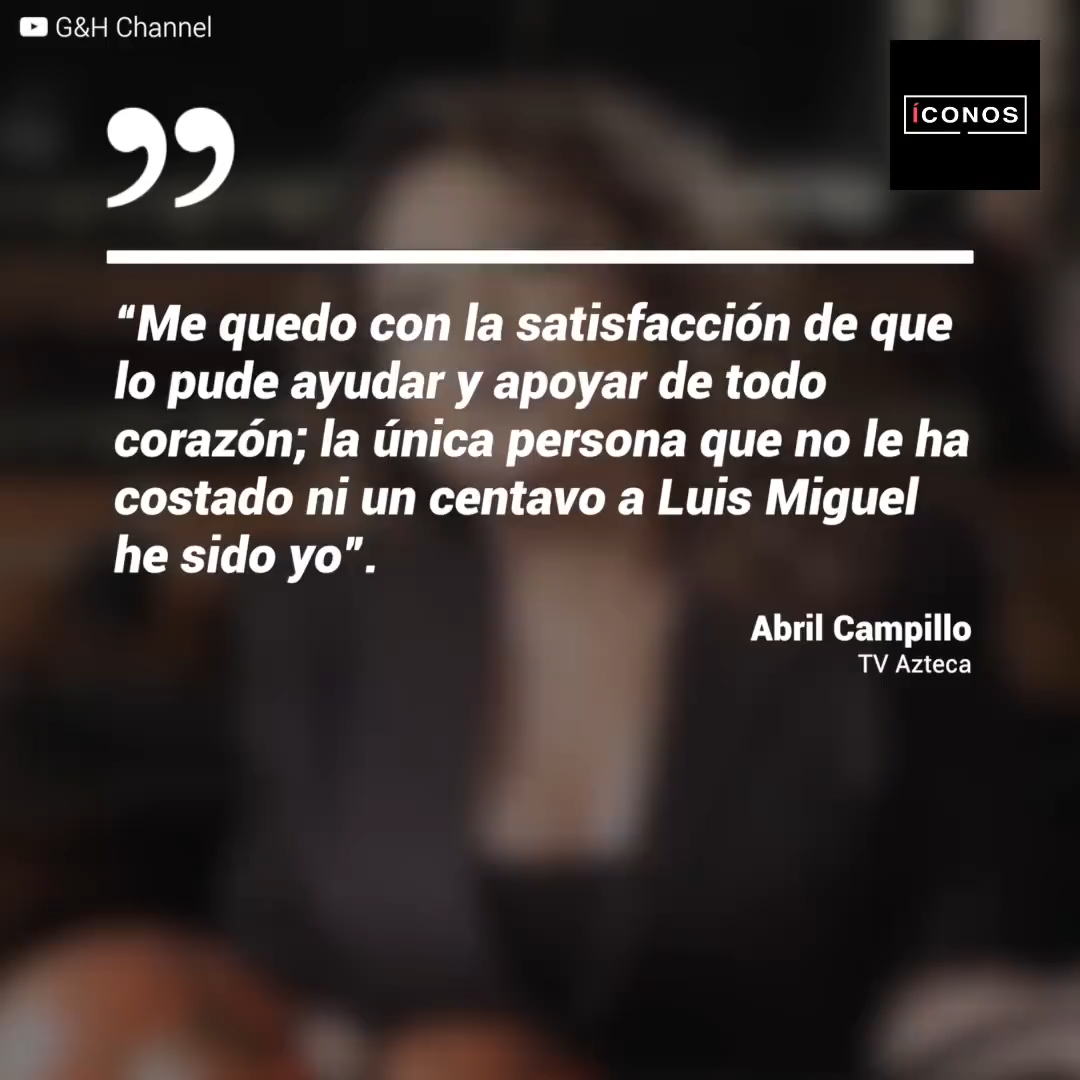 G&H Channel
ÍCONOS
”
“Me quedo con la satisfacción de que
lo pude ayudar y apoyar de todo
corazón; la única persona que no le ha
costado ni un centavo a Luis Miguel
he sido yo”.
Abril Campillo
TV Azteca